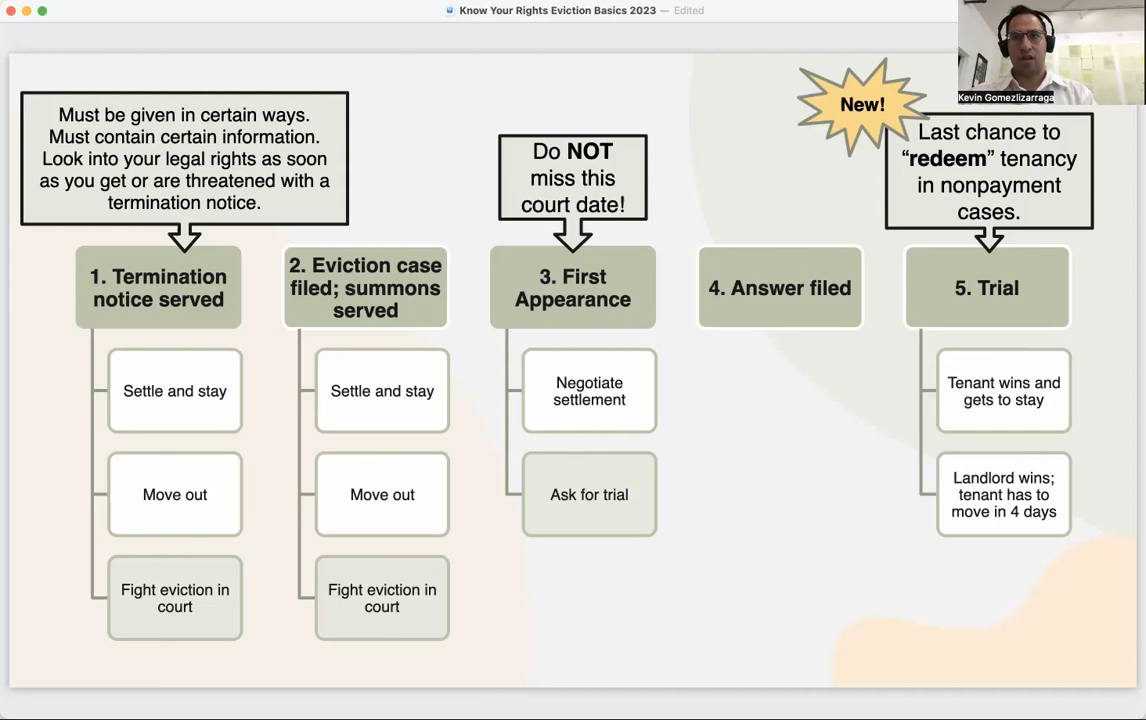 Know Your Rights Eviction Basics 2023 — Edited
Kevin Gomezlizarraga
Must be given in certain ways.
Must contain certain information.
Look into your legal rights as soon
as you get or are threatened with a
termination notice.
Do NOT
miss this
court date!
New!
Last chance to
“redeem” tenancy
in nonpayment
cases.
1. Termination
notice served
Settle and stay
Move out
Fight eviction in
court
2. Eviction case
filed; summons
served
Settle and stay
Move out
Fight eviction in
court
3. First
Appearance
Negotiate
settlement
Ask for trial
4. Answer filed
5. Trial
Tenant wins and
gets to stay
Landlord wins;
tenant has to
move in 4 days